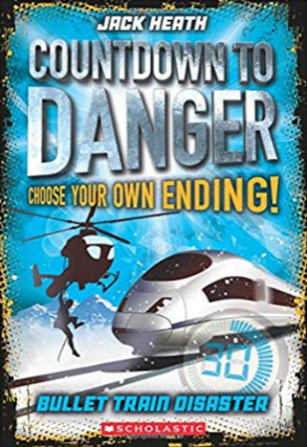 JACK HEATH
COUNTDOWN TO
DANGER
CHOOSE YOUR OWN ENDING!
30
BULLET TRAIN DISASTER
SCHOLASTIC